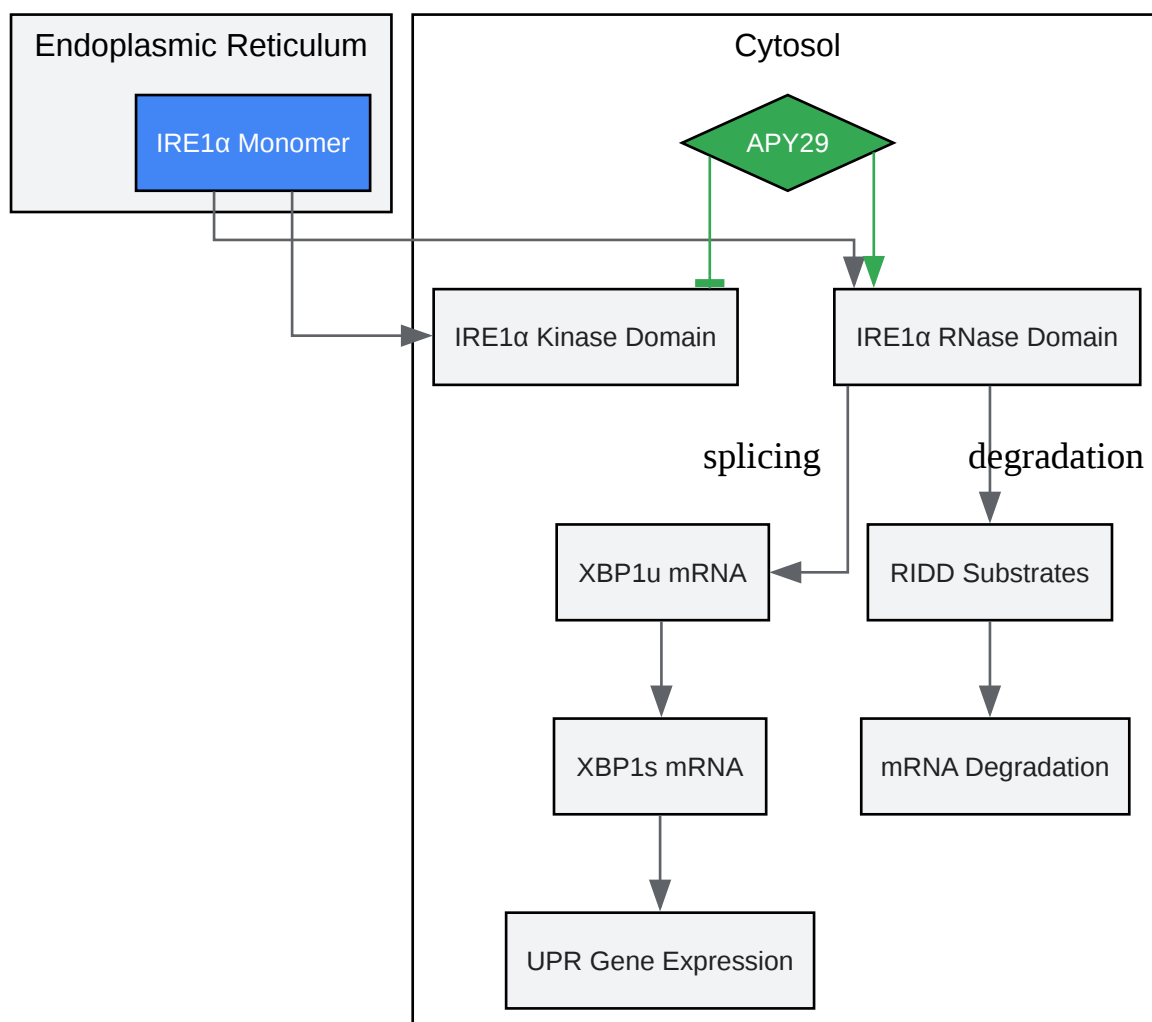 Endoplasmic Reticulum
Cytosol
IRE1α Monomer
APY29
IRE1α Kinase Domain
IRE1α RNase Domain
splicing
degradation
XBP1u mRNA
RIDD Substrates
XBP1s mRNA
mRNA Degradation
UPR Gene Expression